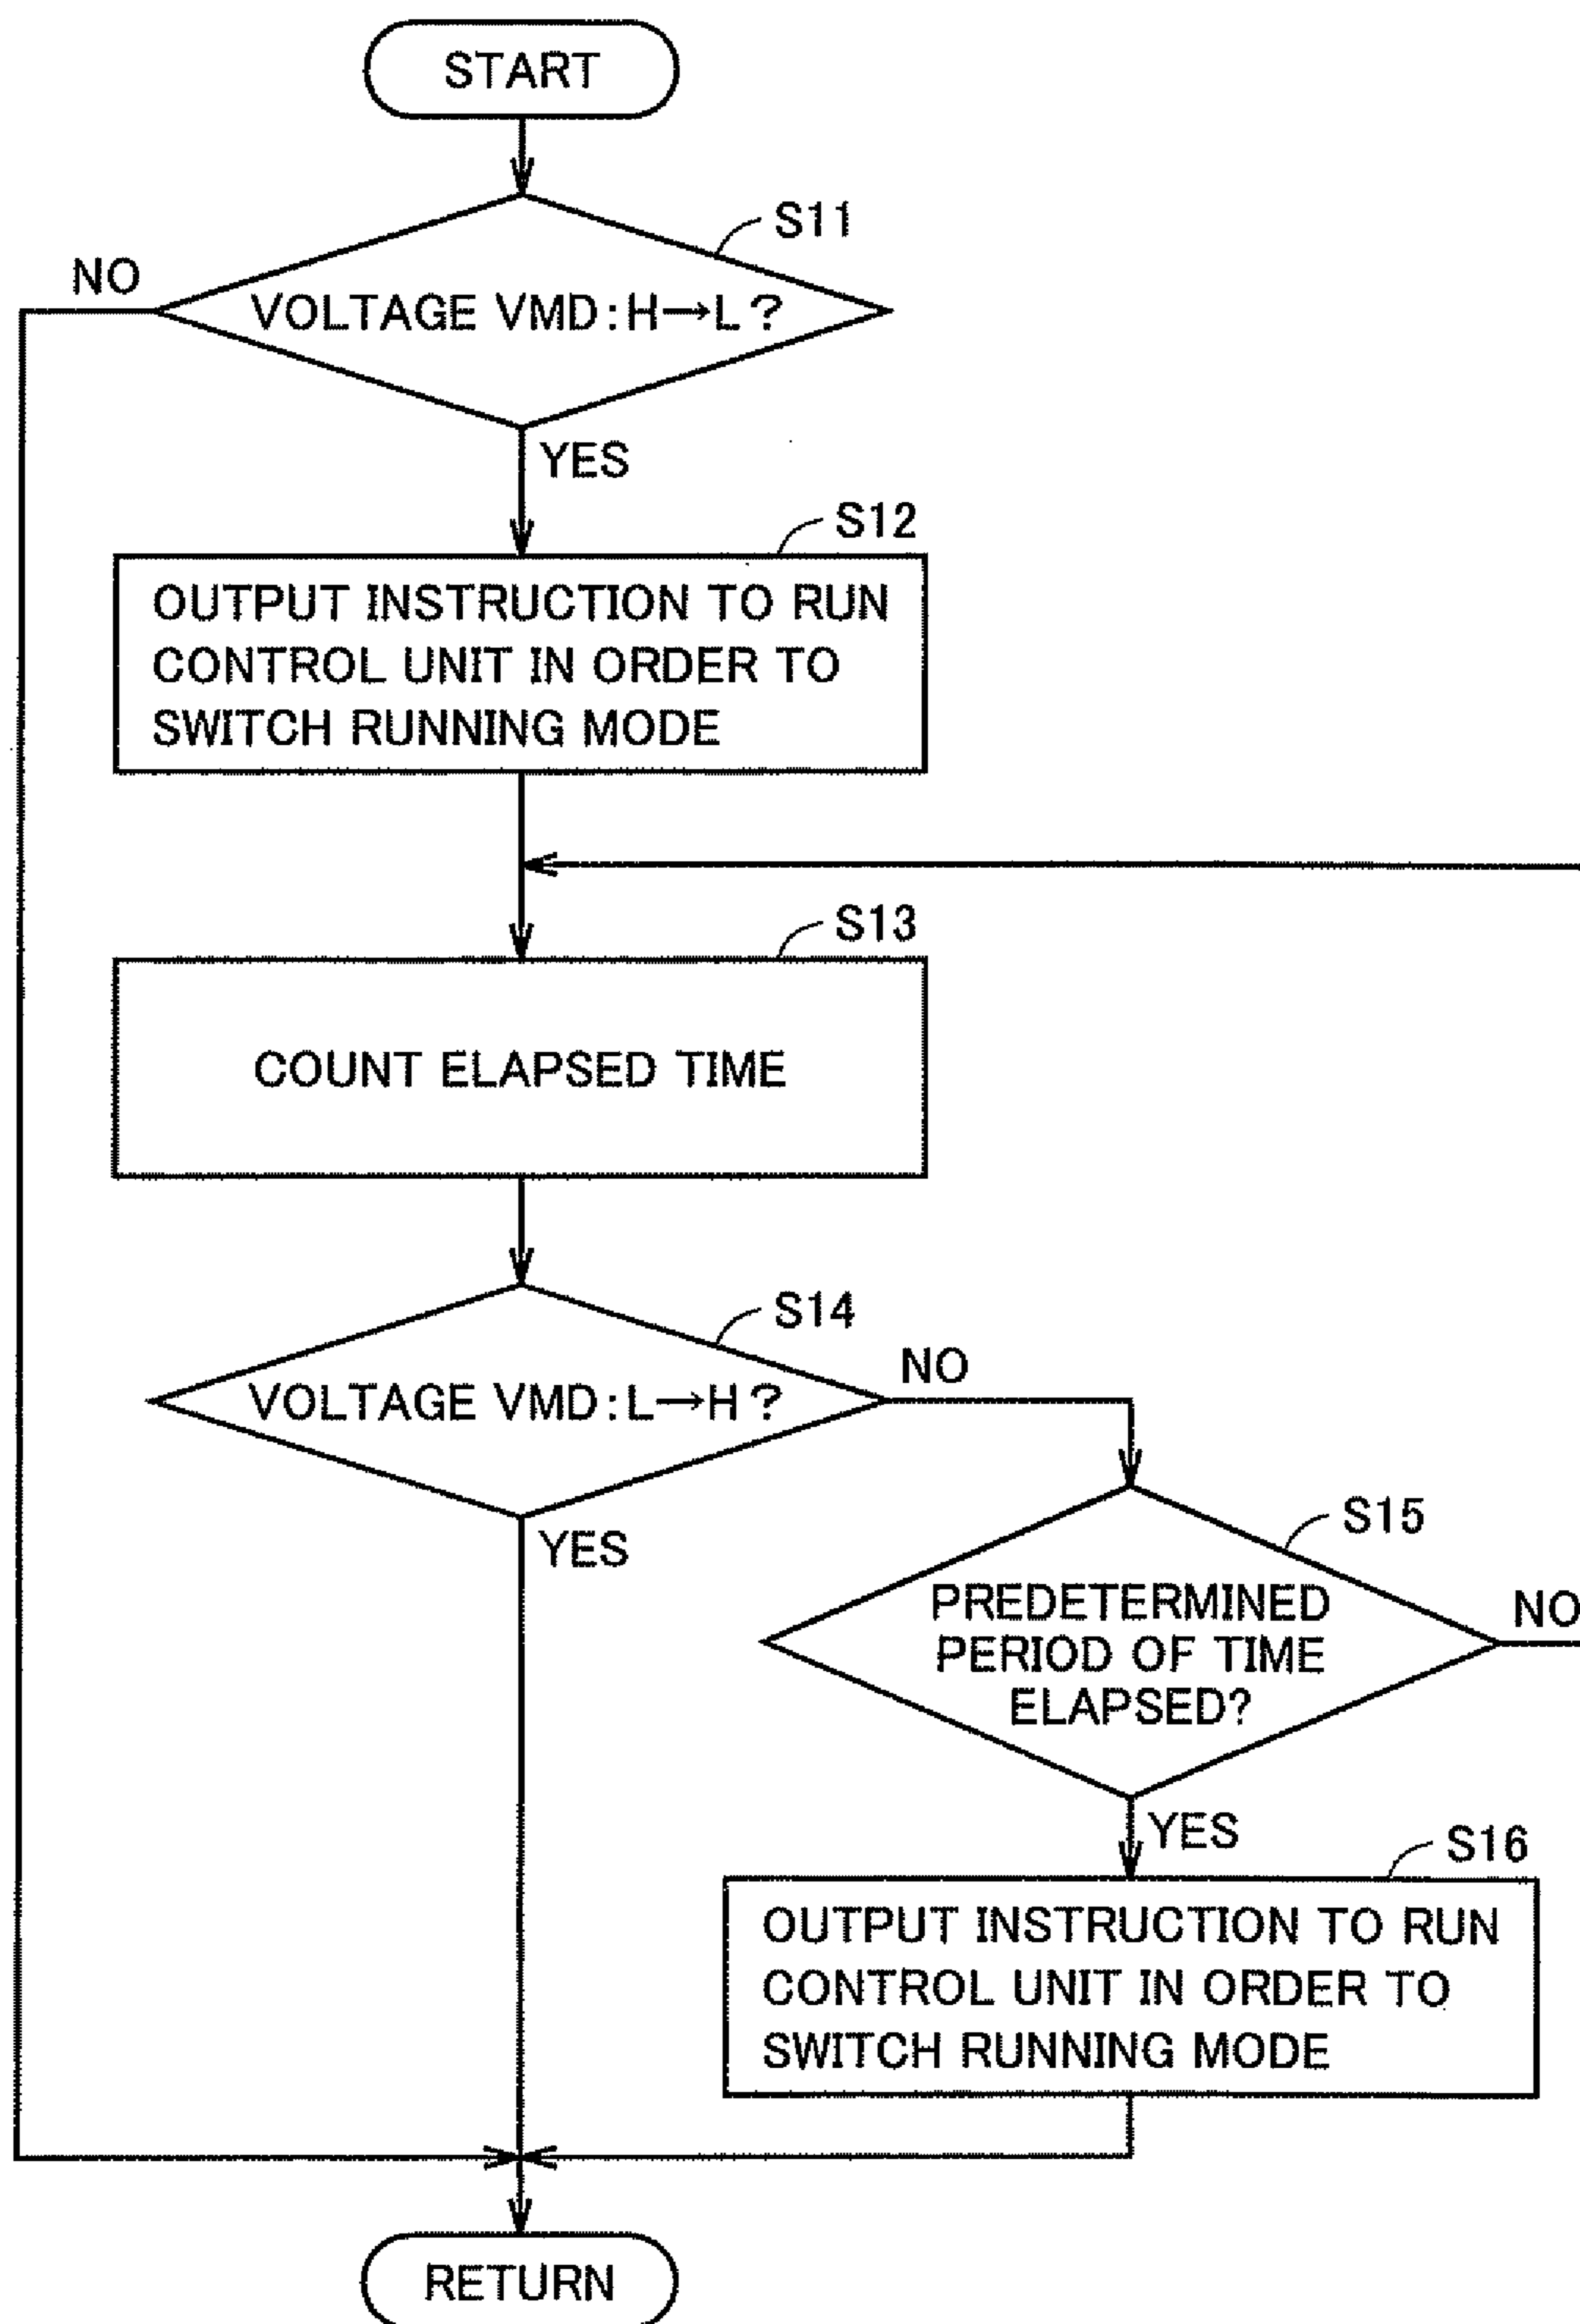 START
S11
NO
VOLTAGE VMD:H→L?
YES
S12
OUTPUT INSTRUCTION TO RUN
CONTROL UNIT IN ORDER TO
SWITCH RUNNING MODE
S13
COUNT ELAPSED TIME
S14
NO
VOLTAGE VMD:L→H?
YES
S15
NO
PREDETERMINED
PERIOD OF TIME
ELAPSED?
YES
S16
OUTPUT INSTRUCTION TO RUN
CONTROL UNIT IN ORDER TO
SWITCH RUNNING MODE
RETURN